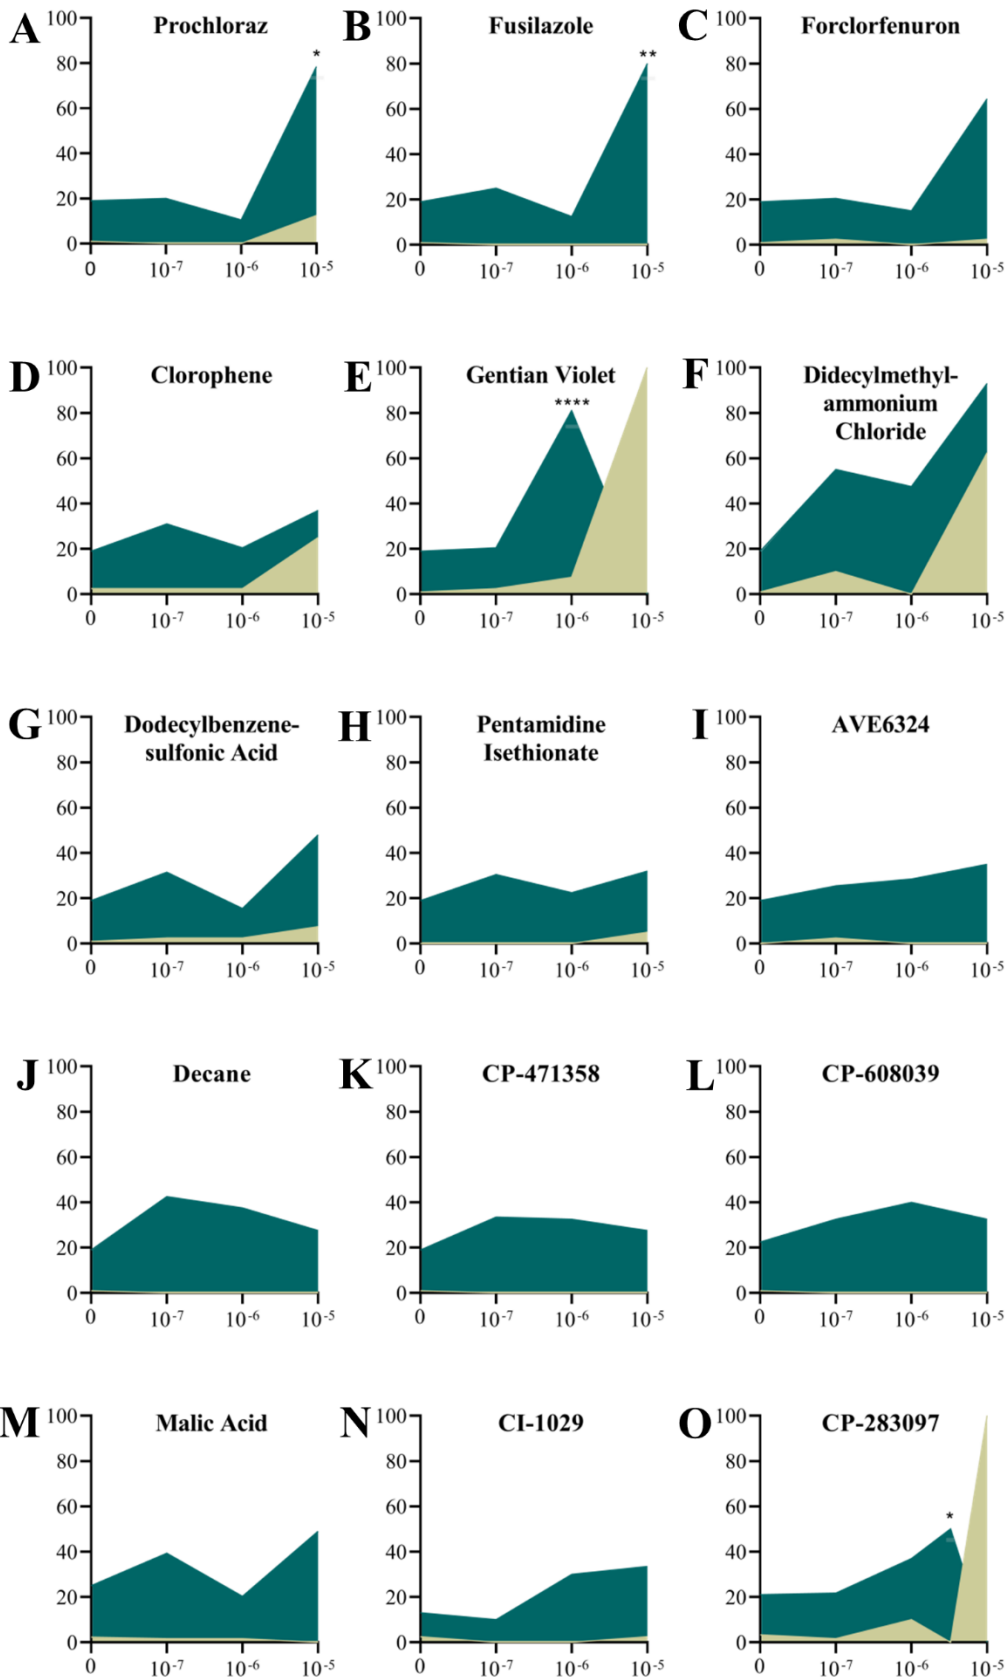 A Prochloraz
B Fusilazole
C Forclorfenuron
* ** 
100 100 100
80 80 80
60 60 60
40 40 40
20 20 20
0 0 0
0 10⁻⁷ 10⁻⁶ 10⁻⁵ 0 10⁻⁷ 10⁻⁶ 10⁻⁵ 0 10⁻⁷ 10⁻⁶ 10⁻⁵
D Clorophene
E Gentian Violet
F Didecylmethyl-
ammonium
Chloride
****
100 100 100
80 80 80
60 60 60
40 40 40
20 20 20
0 0 0
0 10⁻⁷ 10⁻⁶ 10⁻⁵ 0 10⁻⁷ 10⁻⁶ 10⁻⁵ 0 10⁻⁷ 10⁻⁶ 10⁻⁵
G Dodecylbenzene-
sulfonic Acid
H Pentamidine
Isethionate
I AVE6324
100 100 100
80 80 80
60 60 60
40 40 40
20 20 20
0 0 0
0 10⁻⁷ 10⁻⁶ 10⁻⁵ 0 10⁻⁷ 10⁻⁶ 10⁻⁵ 0 10⁻⁷ 10⁻⁶ 10⁻⁵
J Decane
K CP-471358
L CP-608039
100 100 100
80 80 80
60 60 60
40 40 40
20 20 20
0 0 0
0 10⁻⁷ 10⁻⁶ 10⁻⁵ 0 10⁻⁷ 10⁻⁶ 10⁻⁵ 0 10⁻⁷ 10⁻⁶ 10⁻⁵
M Malic Acid
N CI-1029
O CP-283097
*
100 100 100
80 80 80
60 60 60
40 40 40
20 20 20
0 0 0
0 10⁻⁷ 10⁻⁶ 10⁻⁵ 0 10⁻⁷ 10⁻⁶ 10⁻⁵ 0 10⁻⁷ 10⁻⁶ 10⁻⁵